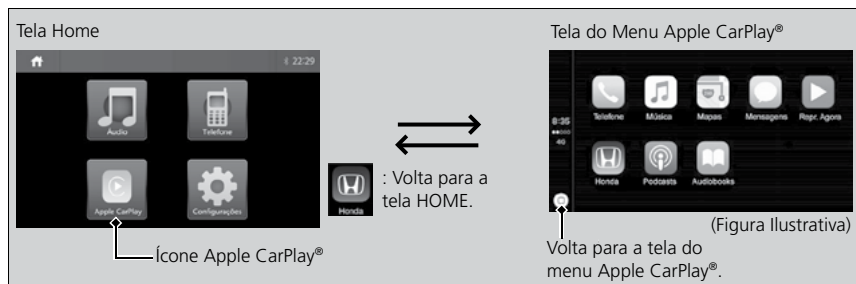 Tela Home
22:29
Áudio
Telefone
Apple CarPlay
Configurações
Ícone Apple CarPlay®
Honda
: Volta para a
tela HOME.
Tela do Menu Apple CarPlay®
8:35
4G
Telefone
Música
Mapas
Mensagens
Repr. Agora
Honda
Podcasts
Audiobooks
(Figura Ilustrativa)
Volta para a tela do
menu Apple CarPlay®.